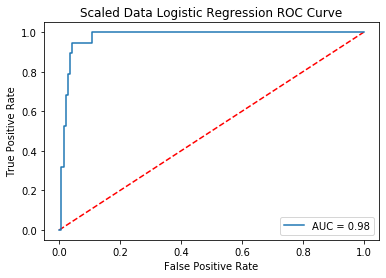 Scaled Data Logistic Regression ROC Curve
True Positive Rate
1.0
0.8
0.6
0.4
0.2
0.0
AUC = 0.98
0.0 0.2 0.4 0.6 0.8 1.0
False Positive Rate